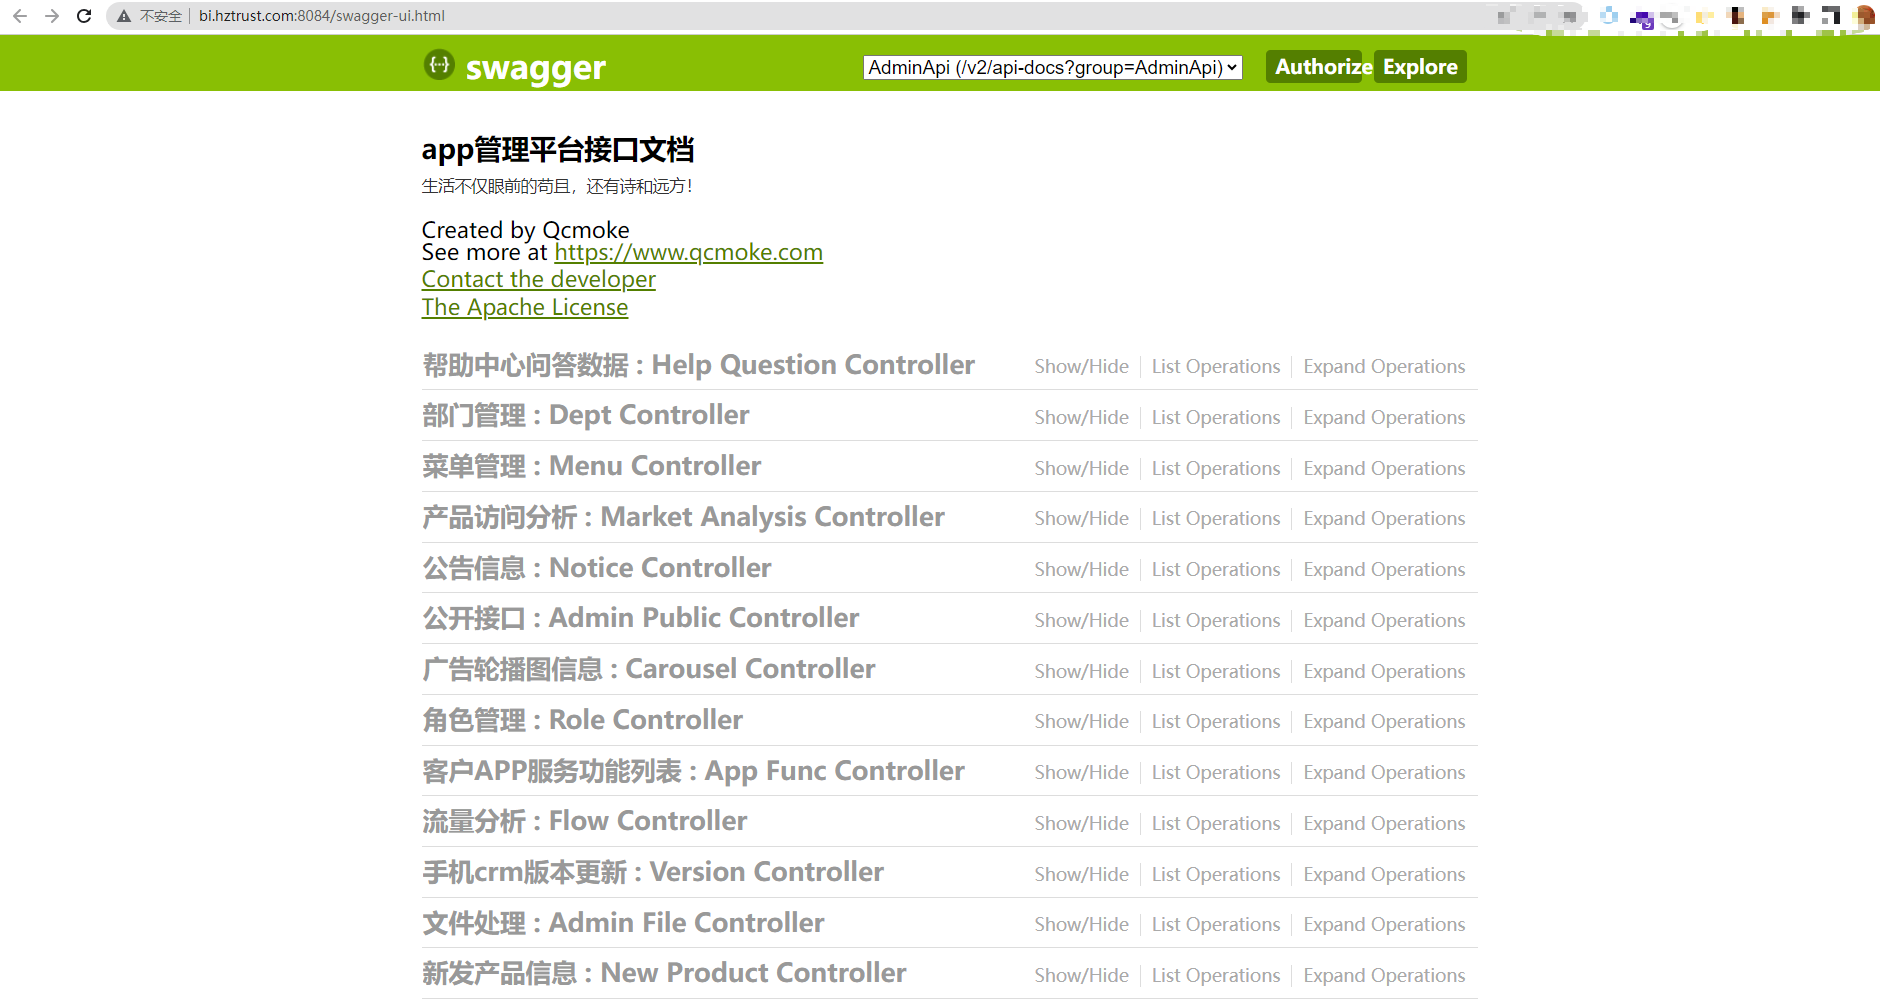 不安全 | bi.hztrust.com:8084/swagger-ui.html
{···} swagger AdminApi (/v2/api-docs?group=AdminApi) Authorize Explore
app管理平台接口文档
生活不仅眼前的苟且，还有诗和远方！
Created by Qcmoke
See more at https://www.qcmoke.com
Contact the developer
The Apache License
帮助中心问答数据 : Help Question Controller Show/Hide List Operations Expand Operations
部门管理 : Dept Controller Show/Hide List Operations Expand Operations
菜单管理 : Menu Controller Show/Hide List Operations Expand Operations
产品访问分析 : Market Analysis Controller Show/Hide List Operations Expand Operations
公告信息 : Notice Controller Show/Hide List Operations Expand Operations
公开接口 : Admin Public Controller Show/Hide List Operations Expand Operations
广告轮播图信息 : Carousel Controller Show/Hide List Operations Expand Operations
角色管理 : Role Controller Show/Hide List Operations Expand Operations
客户APP服务功能列表 : App Func Controller Show/Hide List Operations Expand Operations
流量分析 : Flow Controller Show/Hide List Operations Expand Operations
手机crm版本更新 : Version Controller Show/Hide List Operations Expand Operations
文件处理 : Admin File Controller Show/Hide List Operations Expand Operations
新发产品信息 : New Product Controller Show/Hide List Operations Expand Operations